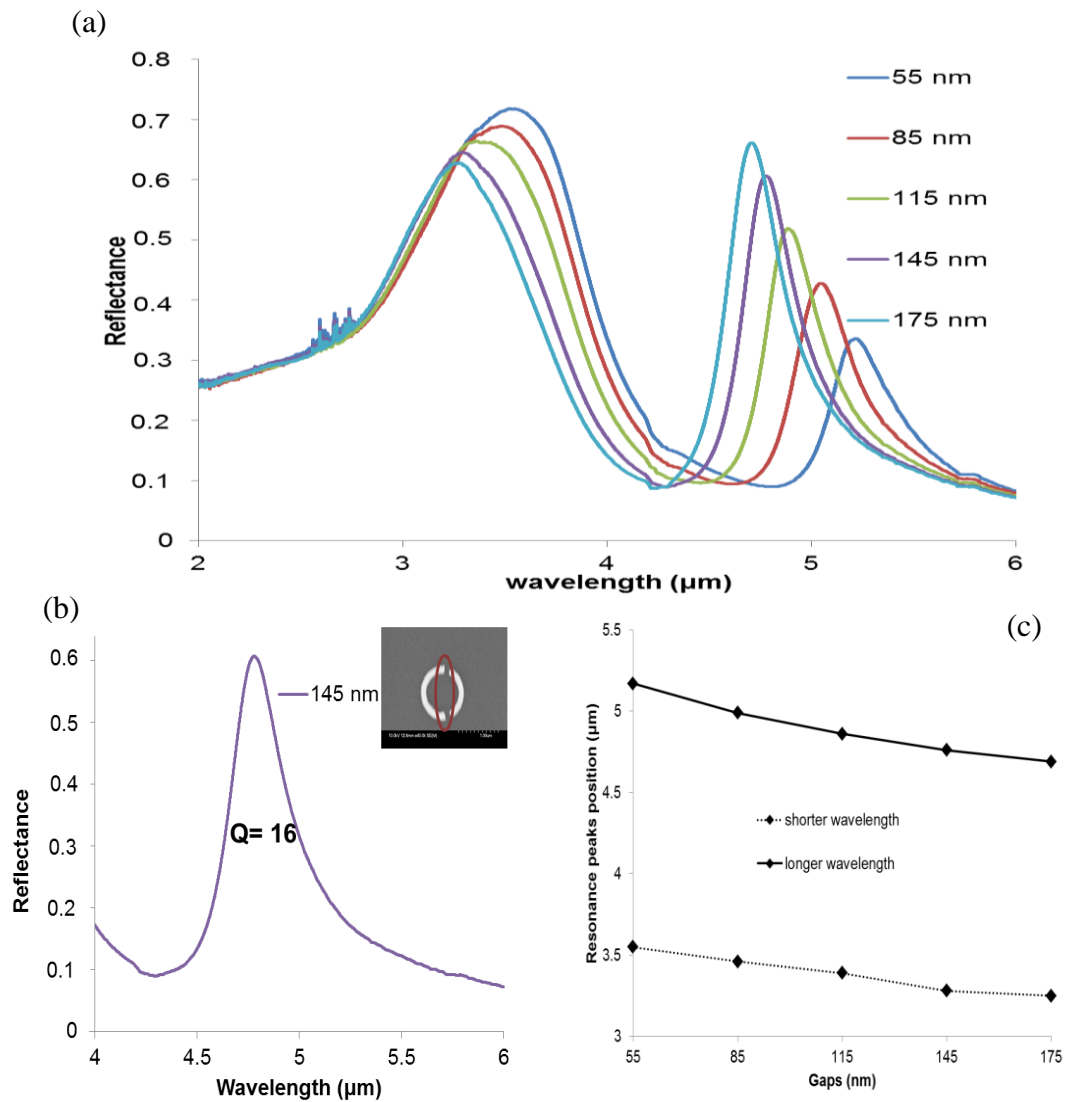 (a)
0.8
0.7
0.6
0.5
0.4
0.3
0.2
0.1
0
Reflectance
2 3 4 5 6
wavelength (µm)
55 nm
85 nm
115 nm
145 nm
175 nm
(b)
0.6
0.5
0.4
0.3
0.2
0.1
0
Reflectance
4 4.5 5 5.5 6
Wavelength (µm)
145 nm
Q= 16
(c)
5.5
5
4.5
4
3.5
3
Resonance peaks position (µm)
shorter wavelength
longer wavelength
55 85 115 145 175
Gaps (nm)